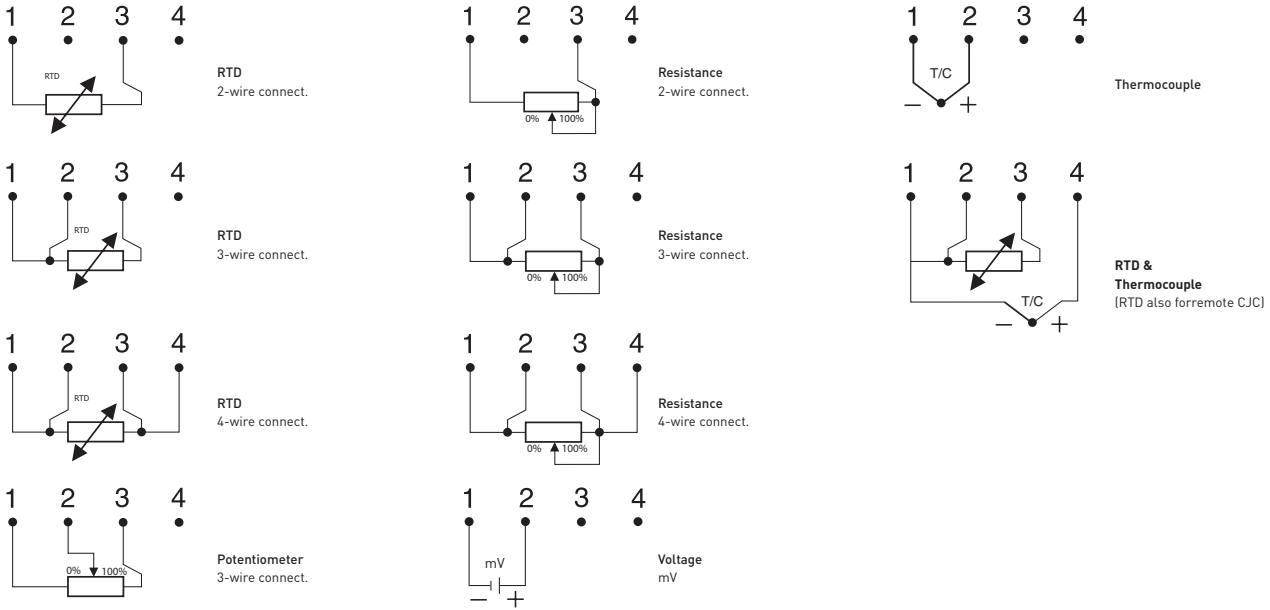 1 2 3 4
RTD
RTD
2-wire connect.
1 2 3 4
0% 100%
Resistance
2-wire connect.
1 2 3 4
T/C
− +
Thermocouple
1 2 3 4
RTD
RTD
3-wire connect.
1 2 3 4
0% 100%
Resistance
3-wire connect.
1 2 3 4
T/C
− +
RTD &
Thermocouple
(RTD also forremote CJC)
1 2 3 4
RTD
RTD
4-wire connect.
1 2 3 4
0% 100%
Resistance
4-wire connect.
1 2 3 4
0% 100%
Potentiometer
3-wire connect.
1 2 3 4
mV
− +
Voltage
mV